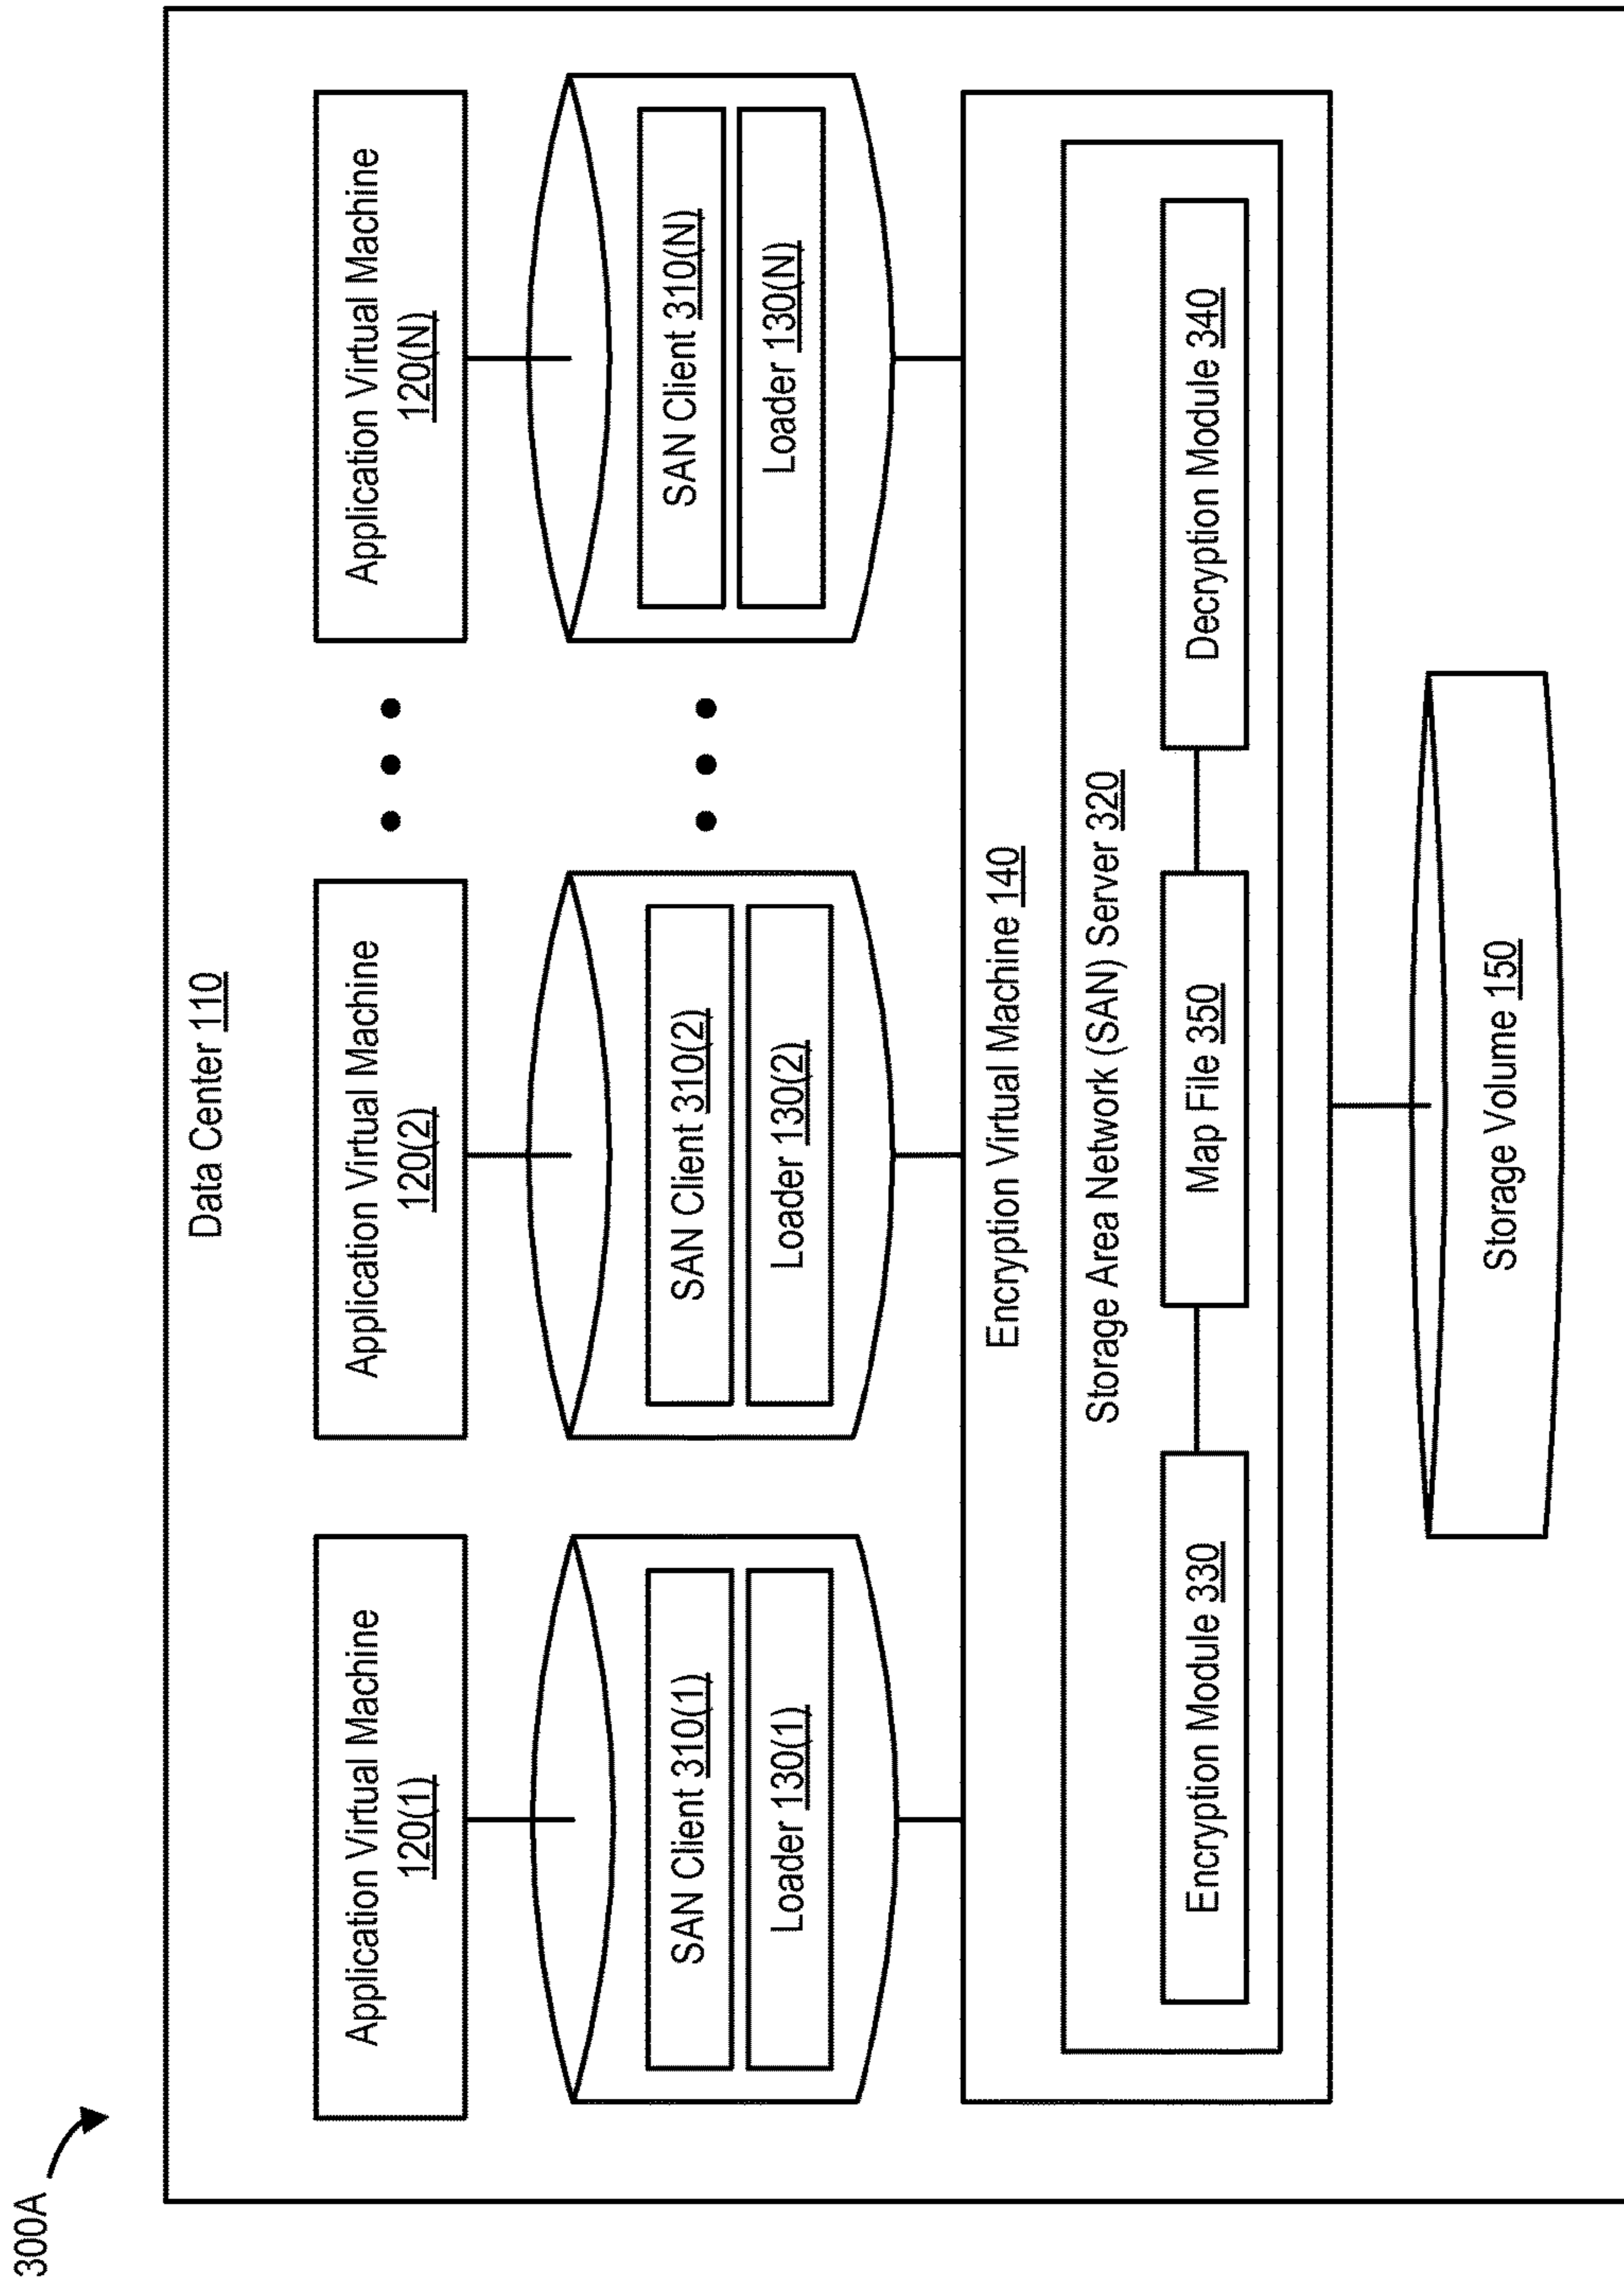 300A
Data Center 110
Application Virtual Machine
120(1)
Application Virtual Machine
120(2)
Application Virtual Machine
120(N)
SAN Client 310(1)
Loader 130(1)
SAN Client 310(2)
Loader 130(2)
SAN Client 310(N)
Loader 130(N)
Encryption Virtual Machine 140
Storage Area Network (SAN) Server 320
Encryption Module 330
Map File 350
Decryption Module 340
Storage Volume 150